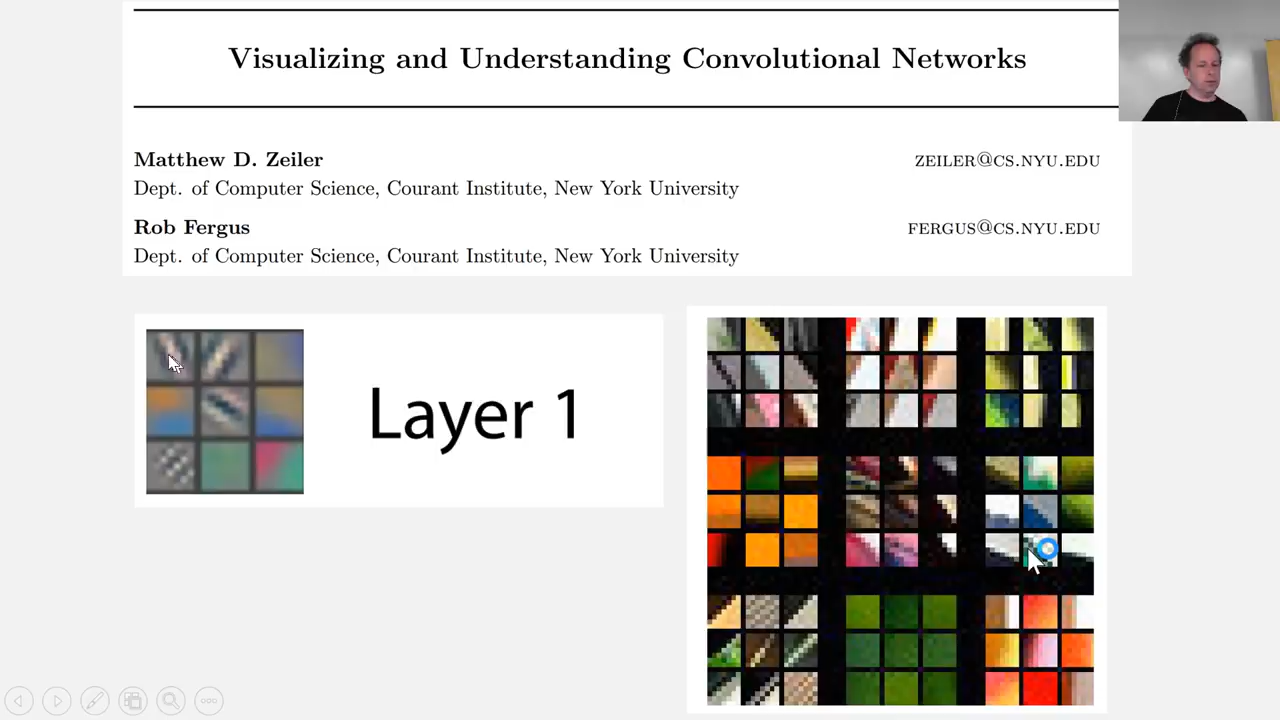 Visualizing and Understanding Convolutional Networks
Matthew D. Zeiler ZEILER@CS.NYU.EDU
Dept. of Computer Science, Courant Institute, New York University
Rob Fergus FERGUS@CS.NYU.EDU
Dept. of Computer Science, Courant Institute, New York University
Layer 1